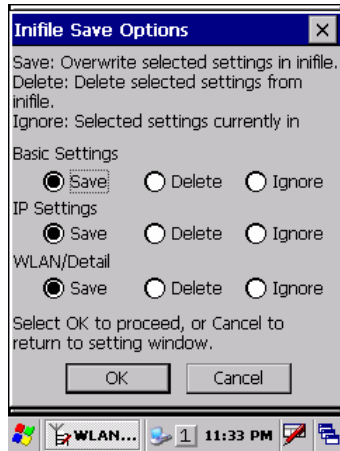 Inifile Save Options
Save: Overwrite selected settings in inifile.
Delete: Delete selected settings from
inifile.
Ignore: Selected settings currently in
Basic Settings
Save Delete Ignore
IP Settings
Save Delete Ignore
WLAN/Detail
Save Delete Ignore
Select OK to proceed, or Cancel to
return to setting window.
OK Cancel
WLAN... 1 11:33 PM